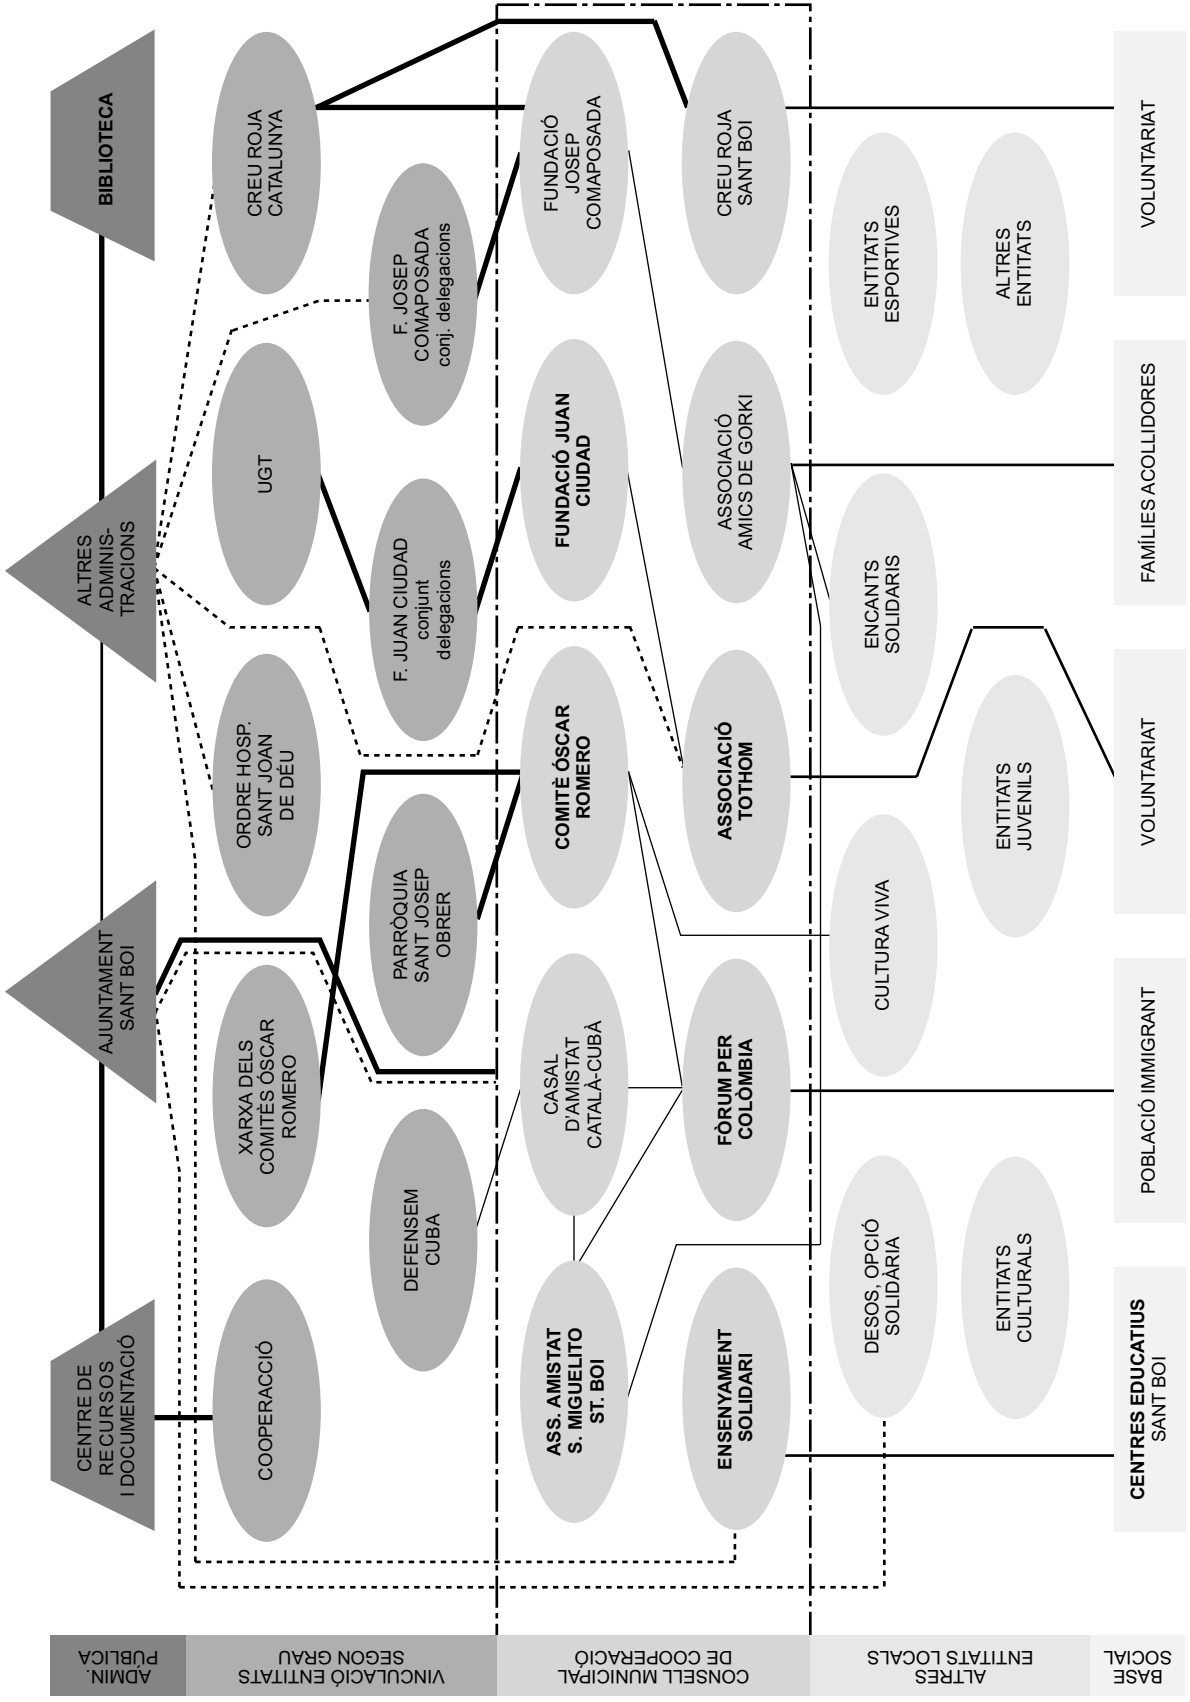 ADMIN.
PÚBLICA
CENTRE DE
RECURSOS
I DOCUMENTACIÓ
AJUNTAMENT
SANT BOI
ALTRES
ADMINIS-
TRACIONS
BIBLIOTECA
VINCULACIÓ ENTITATS
SEGON GRAU
COOPERACCIÓ
XARXA DELS
COMITÈS ÓSCAR
ROMERO
ORDRE HOSP.
SANT JOAN
DE DÉU
UGT
CREU ROJA
CATALUNYA
DEFENSEM
CUBA
PARRÒQUIA
SANT JOSEP
OBRER
F. JUAN CIUDAD
conjunt
delegacions
F. JOSEP
COMAPOSADA
conj. delegacions
CONSELL MUNICIPAL
DE COOPERACIÓ
ASS. AMISTAT
S. MIGUELITO
ST. BOI
CASAL
D'AMISTAT
CATALÀ-CUBÀ
COMITÈ ÓSCAR
ROMERO
FUNDACIÓ JUAN
CIUDAD
FUNDACIÓ
JOSEP
COMAPOSADA
ENSENYAMENT
SOLIDARI
FÒRUM PER
COLÒMBIA
ASSOCIACIÓ
TOTHOM
ASSOCIACIÓ
AMICS DE GORKI
CREU ROJA
SANT BOI
ALTRES
ENTITATS LOCALS
DESOS, OPCIÓ
SOLIDÀRIA
CULTURA VIVA
ENCANTS
SOLIDARIS
ENTITATS
ESPORTIVES
ENTITATS
CULTURALS
ENTITATS
JUVENILS
ALTRES
ENTITATS
BASE
SOCIAL
CENTRES EDUCATIUS
SANT BOI
POBLACIÓ IMMIGRANT
VOLUNTARIAT
FAMÍLIES ACOLLIDORES
VOLUNTARIAT